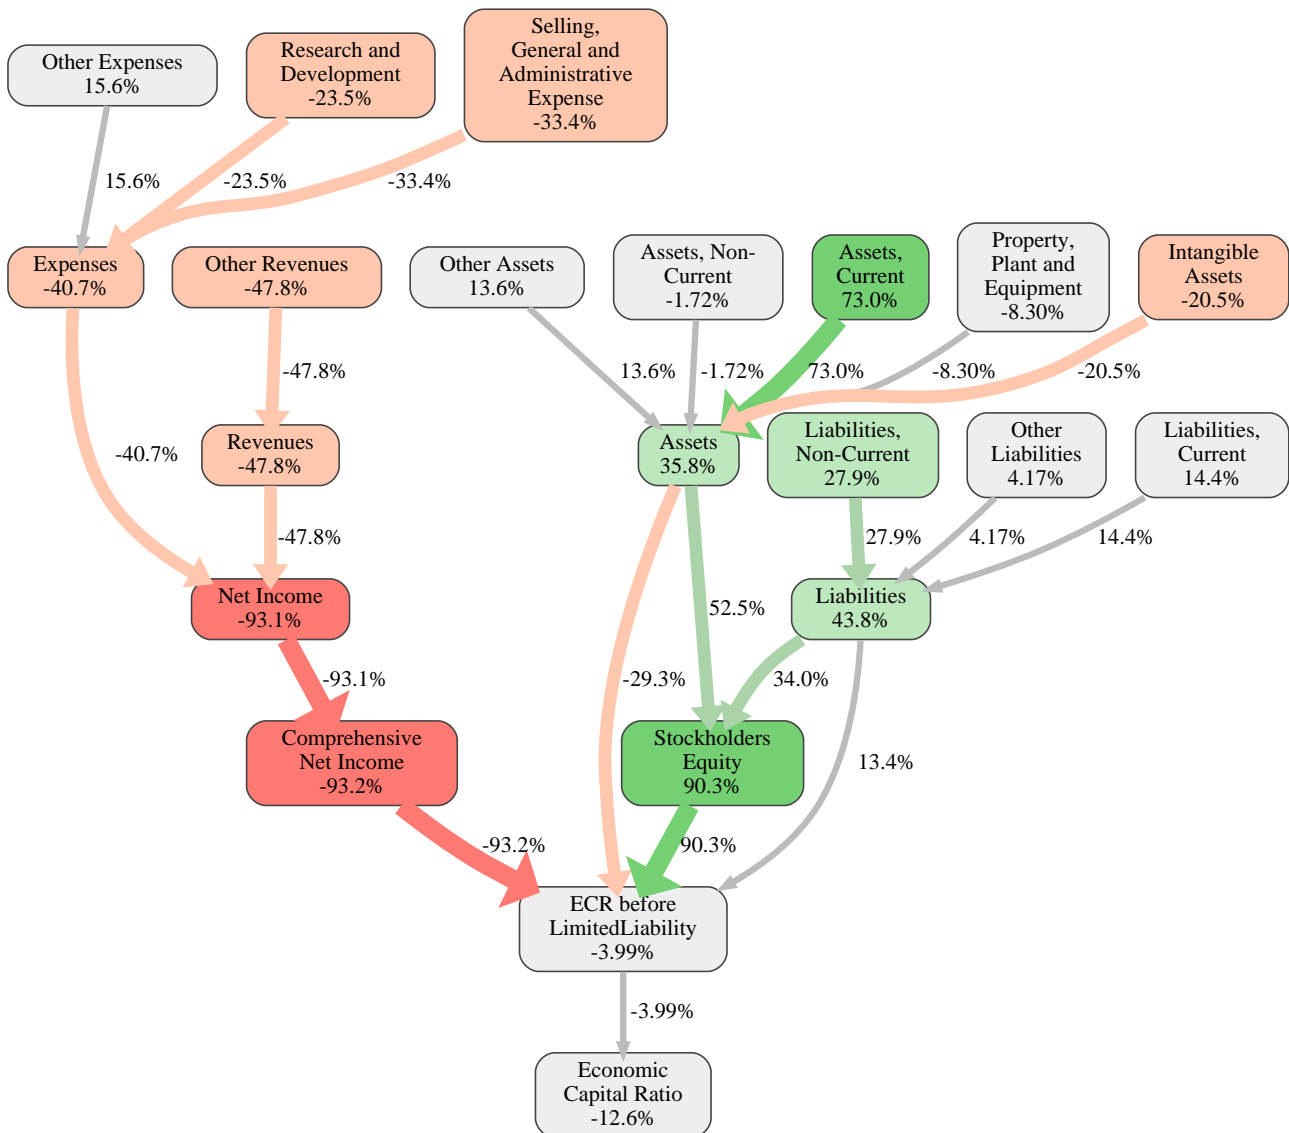 Other Expenses
15.6%
Research and
Development
-23.5%
Selling,
General and
Administrative
Expense
-33.4%
15.6%
-23.5%
-33.4%
Expenses
-40.7%
Other Revenues
-47.8%
Other Assets
13.6%
Assets, Non-
Current
-1.72%
Assets,
Current
73.0%
Property,
Plant and
Equipment
-8.30%
Intangible
Assets
-20.5%
-47.8%
13.6%
-1.72%
73.0%
-8.30%
-20.5%
-40.7%
Revenues
-47.8%
Assets
35.8%
Liabilities,
Non-Current
27.9%
Other
Liabilities
4.17%
Liabilities,
Current
14.4%
-47.8%
27.9%
4.17%
14.4%
Net Income
-93.1%
52.5%
Liabilities
43.8%
-93.1%
-29.3%
34.0%
Comprehensive
Net Income
-93.2%
Stockholders
Equity
90.3%
13.4%
-93.2%
90.3%
ECR before
LimitedLiability
-3.99%
-3.99%
Economic
Capital Ratio
-12.6%